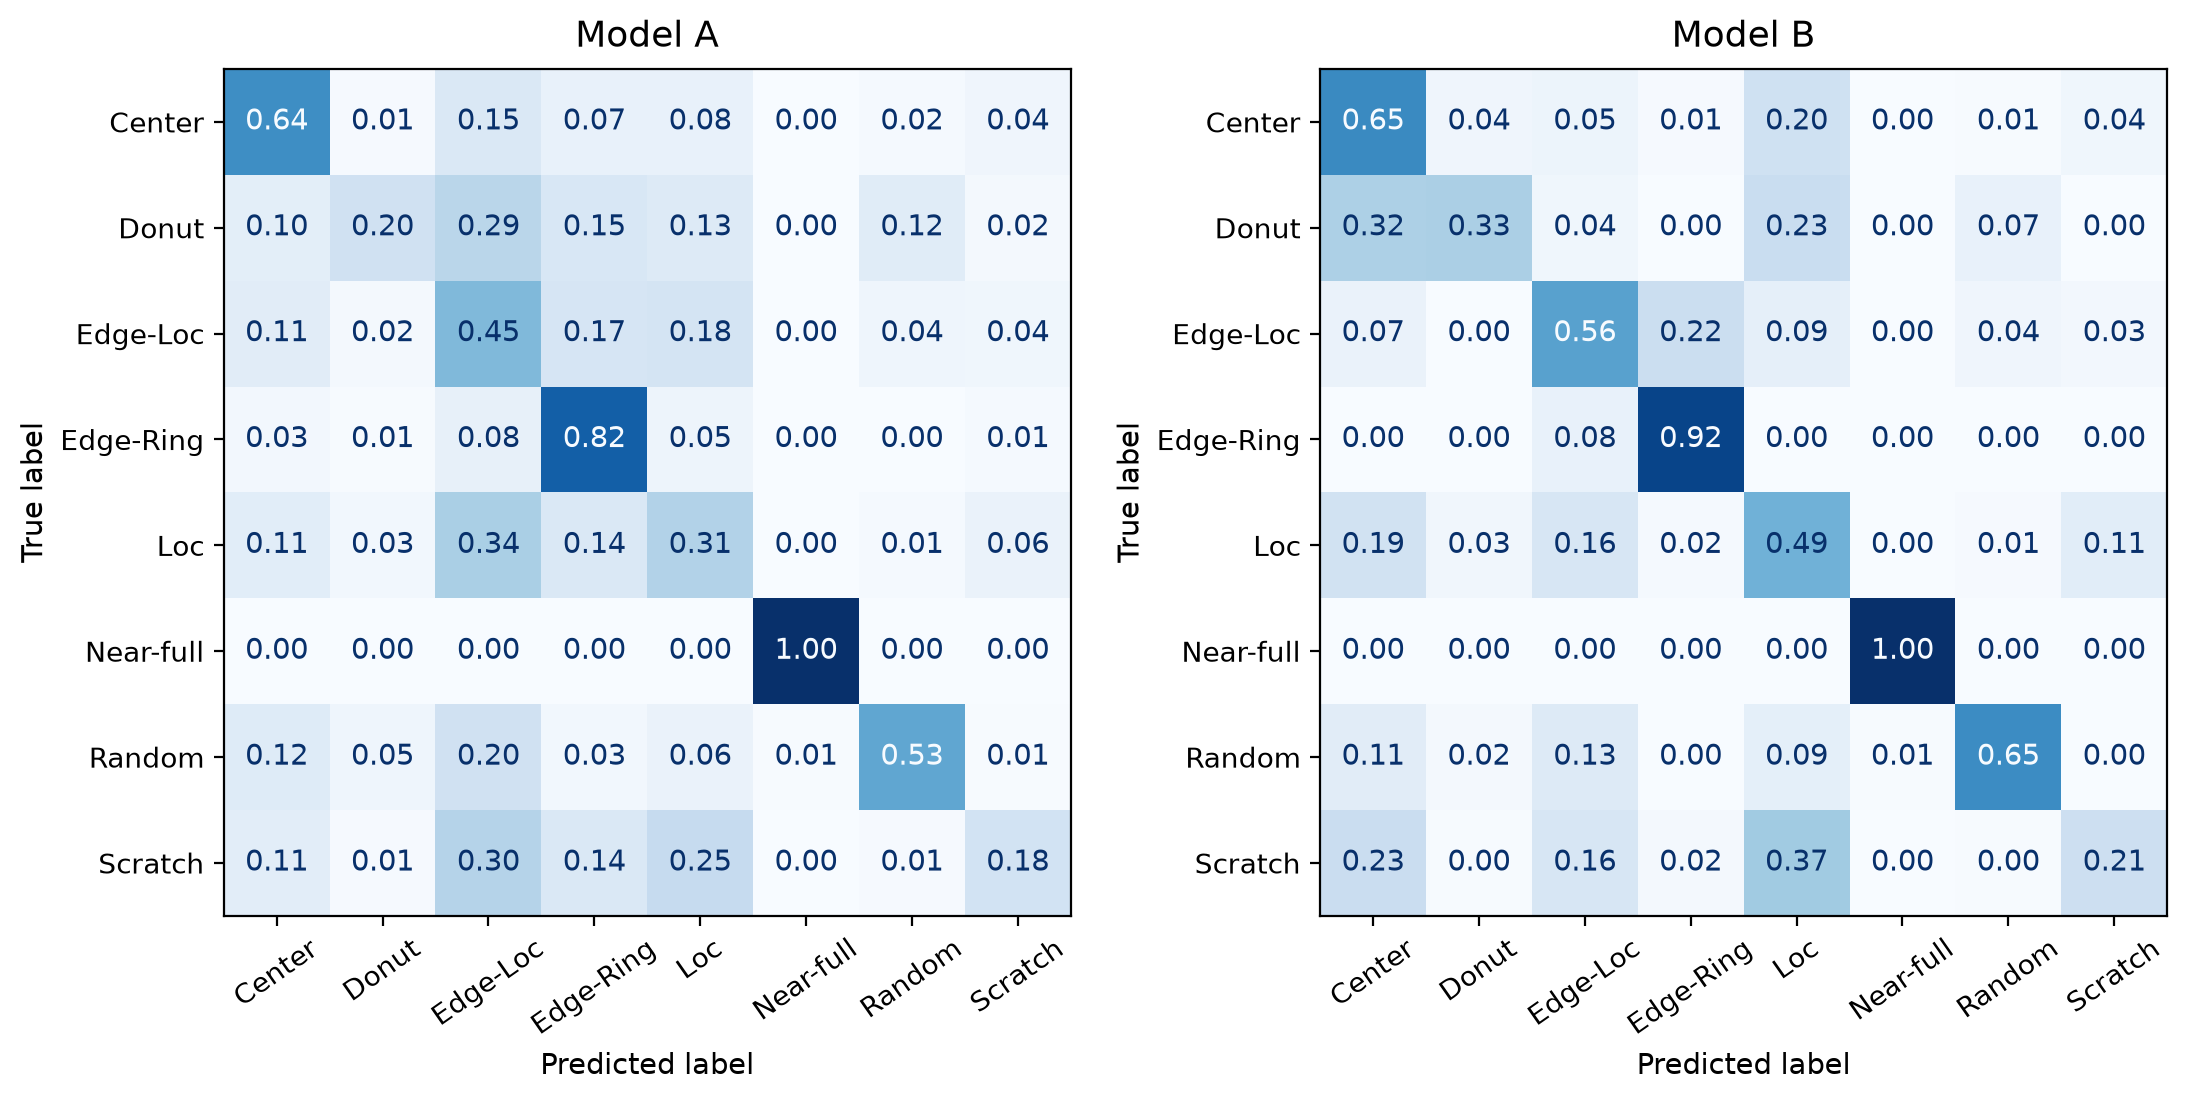 Model A
Center 0.64 0.01 0.15 0.07 0.08 0.00 0.02 0.04
Donut 0.10 0.20 0.29 0.15 0.13 0.00 0.12 0.02
Edge-Loc 0.11 0.02 0.45 0.17 0.18 0.00 0.04 0.04
Edge-Ring 0.03 0.01 0.08 0.82 0.05 0.00 0.00 0.01
Loc 0.11 0.03 0.34 0.14 0.31 0.00 0.01 0.06
Near-full 0.00 0.00 0.00 0.00 0.00 1.00 0.00 0.00
Random 0.12 0.05 0.20 0.03 0.06 0.01 0.53 0.01
Scratch 0.11 0.01 0.30 0.14 0.25 0.00 0.01 0.18
True label
Center Donut Edge-Loc Edge-Ring Loc Near-full Random Scratch
Predicted label
Model B
Center 0.65 0.04 0.05 0.01 0.20 0.00 0.01 0.04
Donut 0.32 0.33 0.04 0.00 0.23 0.00 0.07 0.00
Edge-Loc 0.07 0.00 0.56 0.22 0.09 0.00 0.04 0.03
Edge-Ring 0.00 0.00 0.08 0.92 0.00 0.00 0.00 0.00
Loc 0.19 0.03 0.16 0.02 0.49 0.00 0.01 0.11
Near-full 0.00 0.00 0.00 0.00 0.00 1.00 0.00 0.00
Random 0.11 0.02 0.13 0.00 0.09 0.01 0.65 0.00
Scratch 0.23 0.00 0.16 0.02 0.37 0.00 0.00 0.21
True label
Center Donut Edge-Loc Edge-Ring Loc Near-full Random Scratch
Predicted label